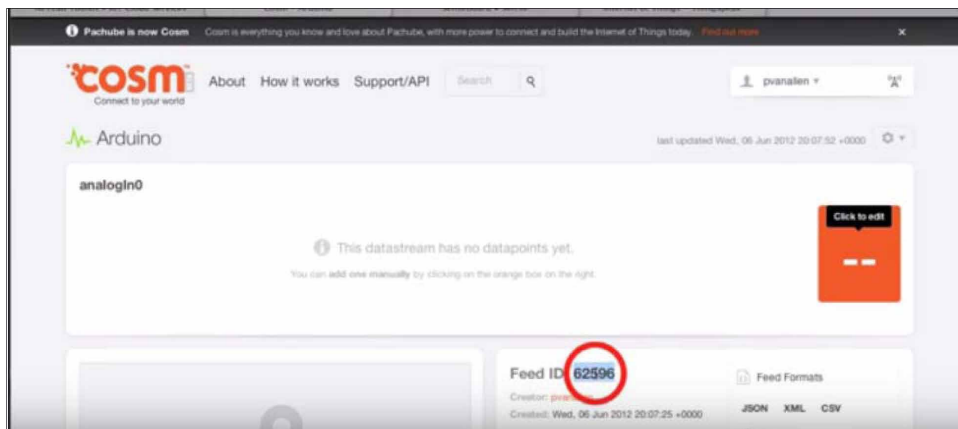 Pachube is now Cosm Cosm is everything you know and love about Pachube, with more power to connect and build the Internet of Things today. Find out more
cosm
Connect to your world
About How it works Support/API Search pvanallen
Arduino
last updated Wed, 06 Jun 2012 20:07:52 +0000
analogIn0
Click to edit
This datastream has no datapoints yet.
You can add one manually by clicking on the orange box on the right.
--
Feed ID 62596
Creator:
Created: Wed, 06 Jun 2012 20:07:25 +0000
Feed Formats
JSON XML CSV